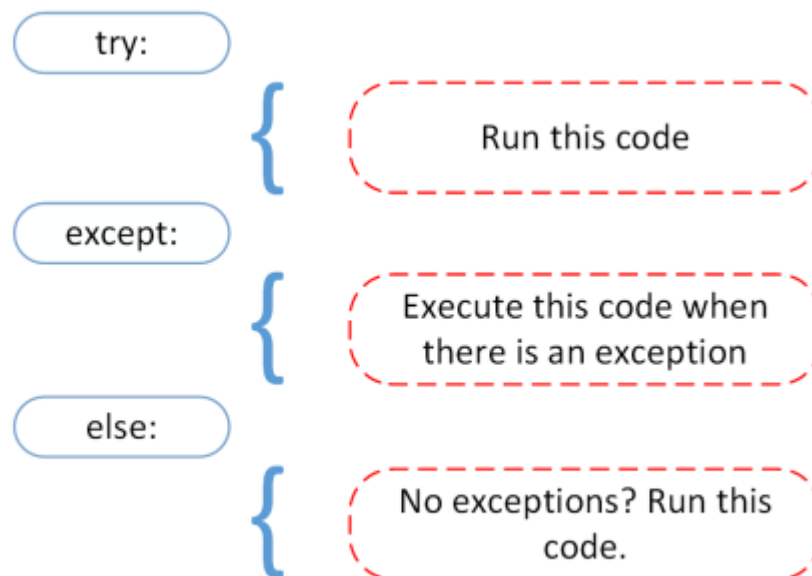 try:
Run this code
except:
Execute this code when
there is an exception
else:
No exceptions? Run this
code.